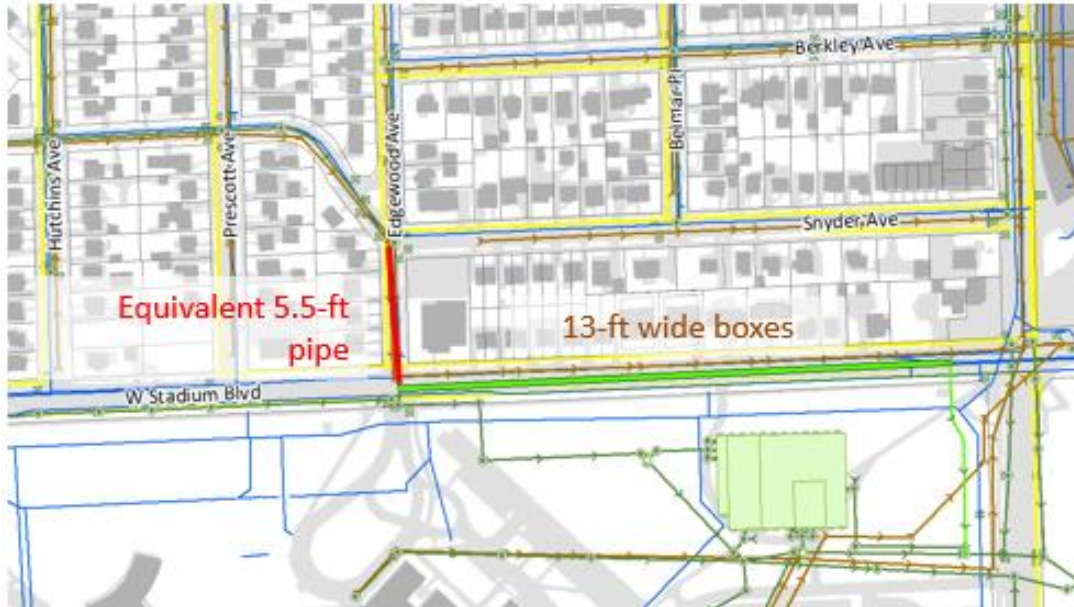 Berkley Ave
Hutchins Ave
Prescott Ave
Edgewood Ave
Belmar Pl
Snyder Ave
Equivalent 5.5-ft
pipe
13-ft wide boxes
W Stadium Blvd